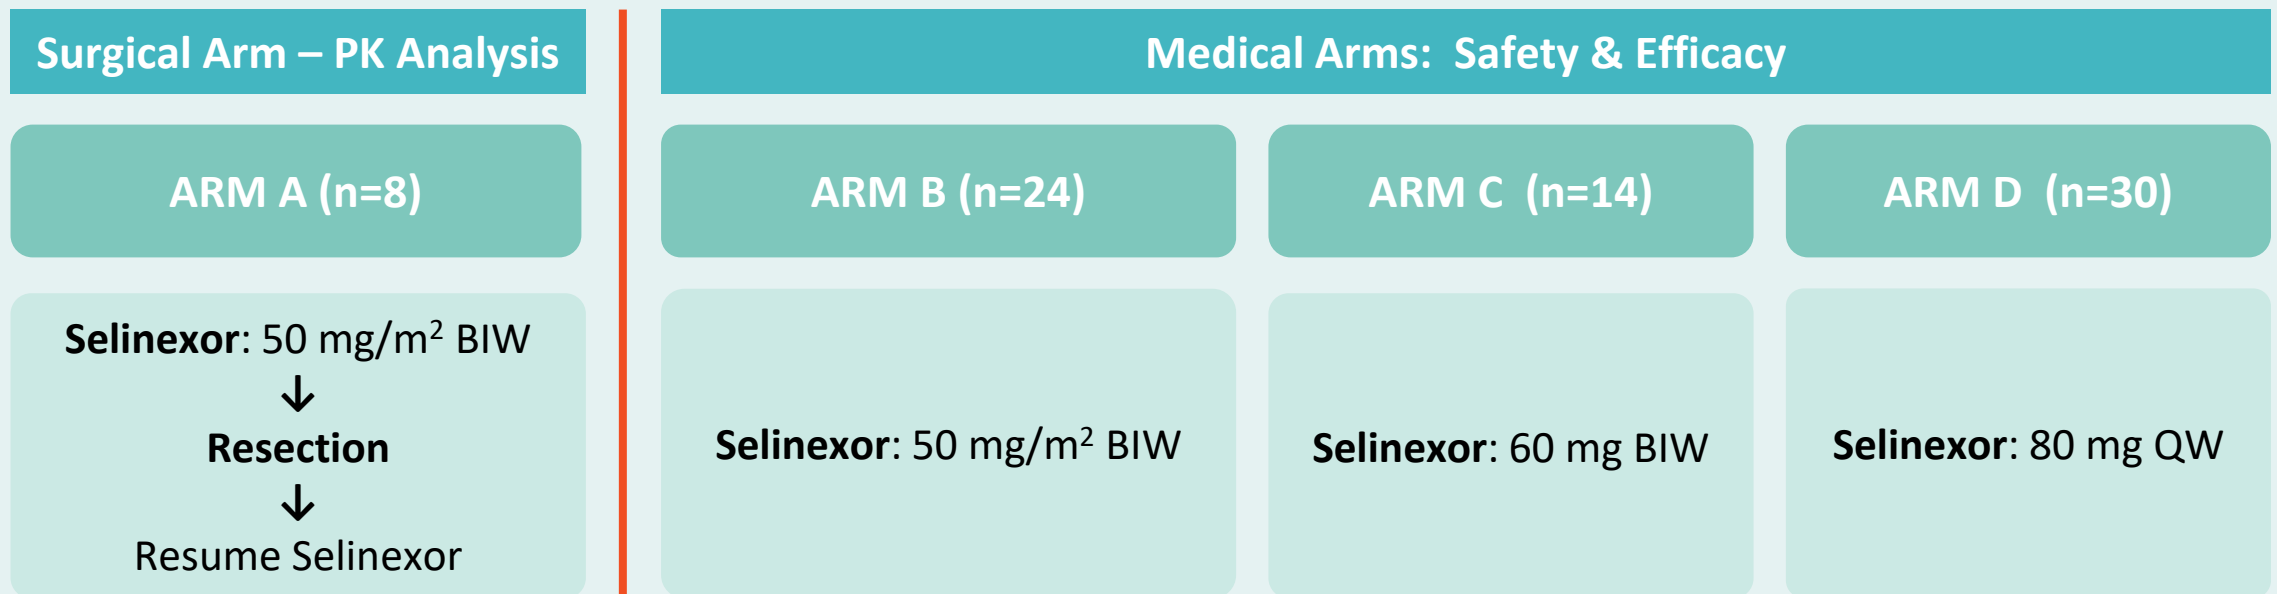 Surgical Arm – PK Analysis
ARM A (n=8)
Selinexor: 50 mg/m² BIW
↓
Resection
↓
Resume Selinexor
Medical Arms:  Safety & Efficacy
ARM B (n=24)
Selinexor: 50 mg/m² BIW
ARM C  (n=14)
Selinexor: 60 mg BIW
ARM D  (n=30)
Selinexor: 80 mg QW